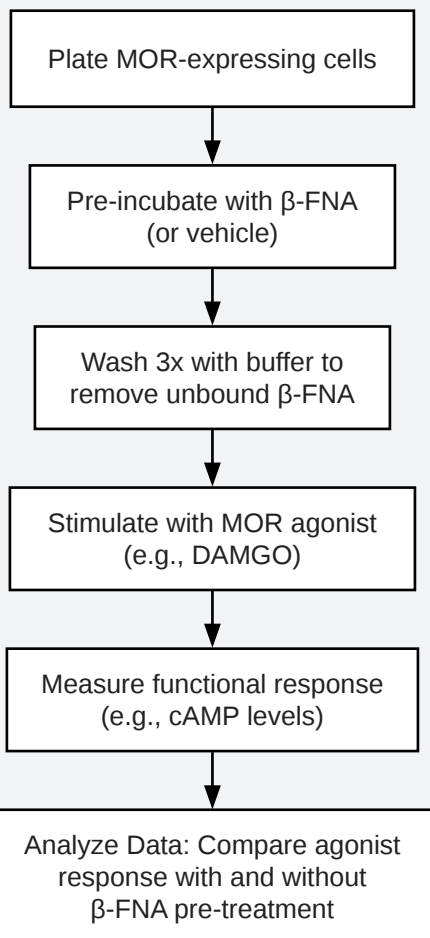 Plate MOR-expressing cells
Pre-incubate with β-FNA
(or vehicle)
Wash 3x with buffer to
remove unbound β-FNA
Stimulate with MOR agonist
(e.g., DAMGO)
Measure functional response
(e.g., cAMP levels)
Analyze Data: Compare agonist
response with and without
β-FNA pre-treatment